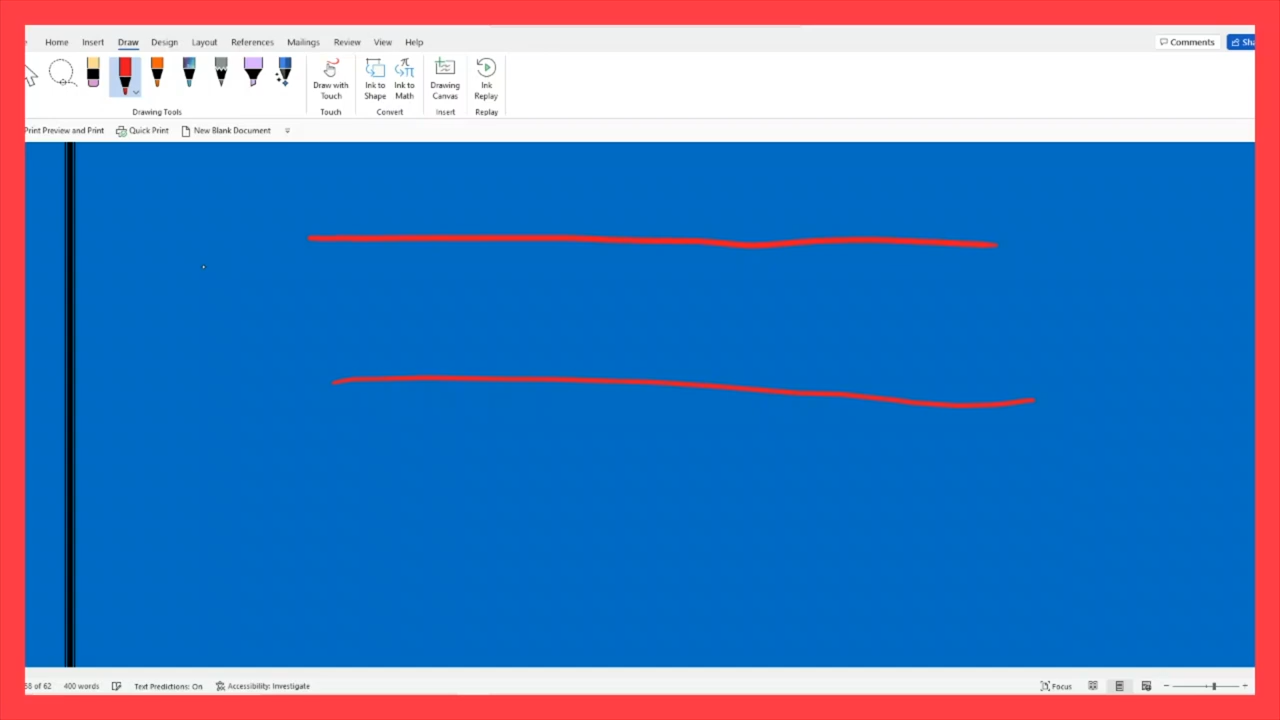 Home Insert Draw Design Layout References Mailings Review View Help Comments
Draw with Touch
Ink to Shape
Ink to Math
Drawing Canvas
Ink Replay
Drawing Tools Touch Convert Insert Replay
Print Preview and Print Quick Print New Blank Document
of 62 400 words Text Predictions: On Accessibility: Investigate Focus